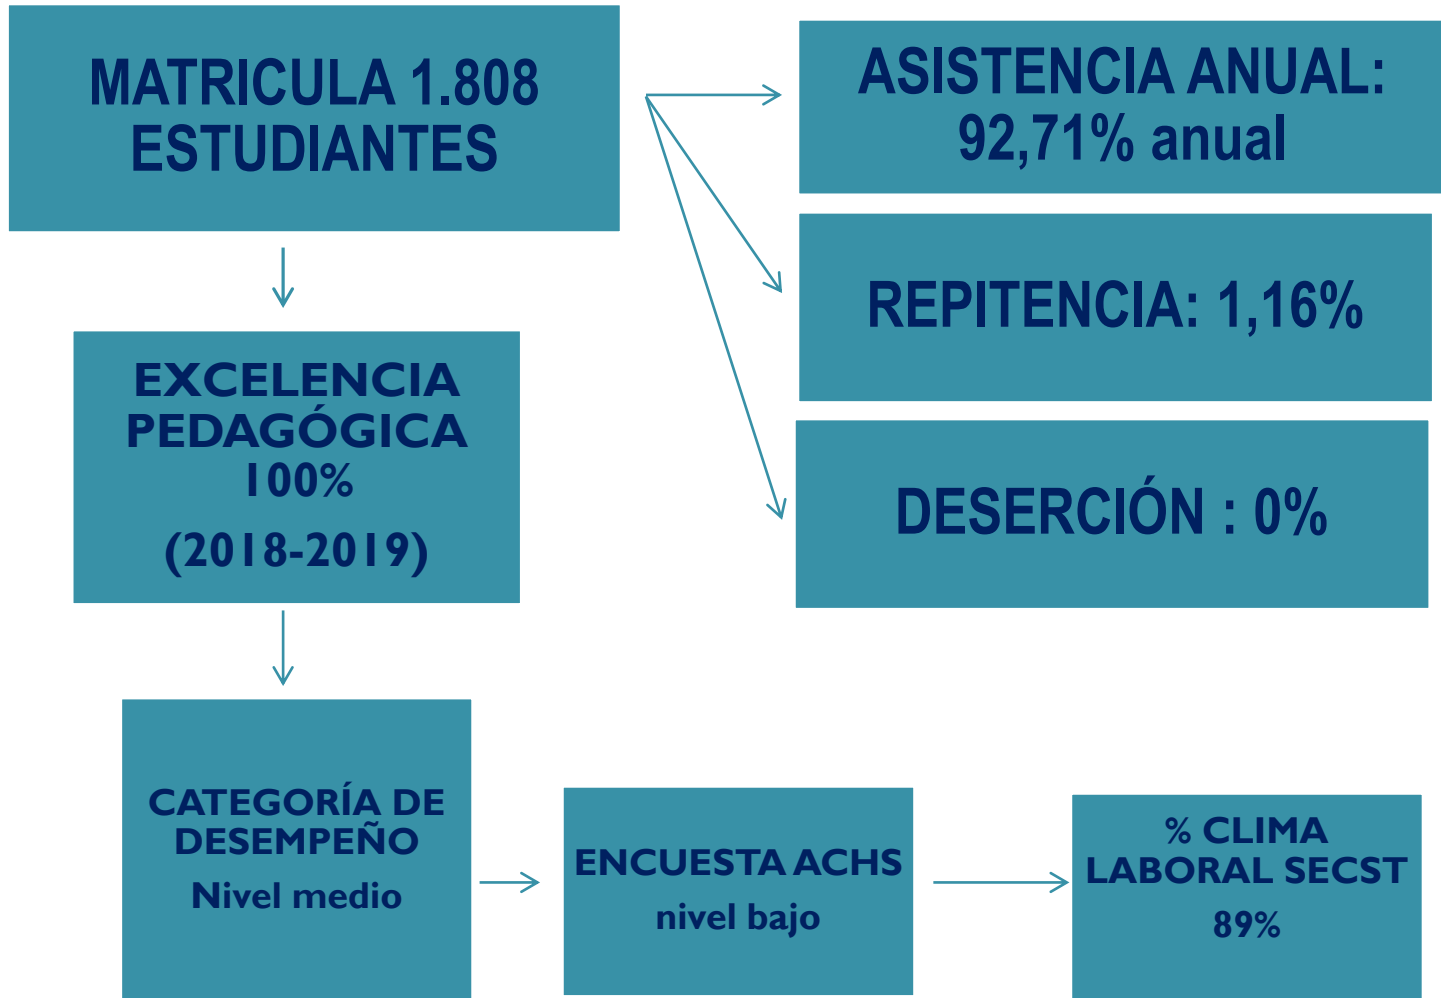 MATRICULA 1.808
ESTUDIANTES
ASISTENCIA ANUAL:
92,71% anual
REPITENCIA: 1,16%
DESERCIÓN : 0%
EXCELENCIA
PEDAGÓGICA
100%
(2018-2019)
CATEGORÍA DE
DESEMPEÑO
Nivel medio
ENCUESTA ACHS
nivel bajo
% CLIMA
LABORAL SECST
89%